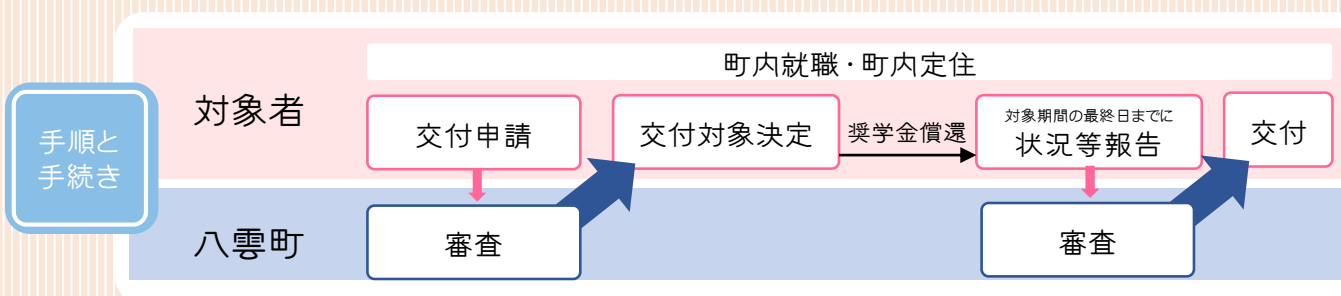 手順と
手続き
町内就職・町内定住
対象者
交付申請
交付対象決定
奨学金償還
対象期間の最終日までに
状況等報告
交付
八雲町
審査
審査